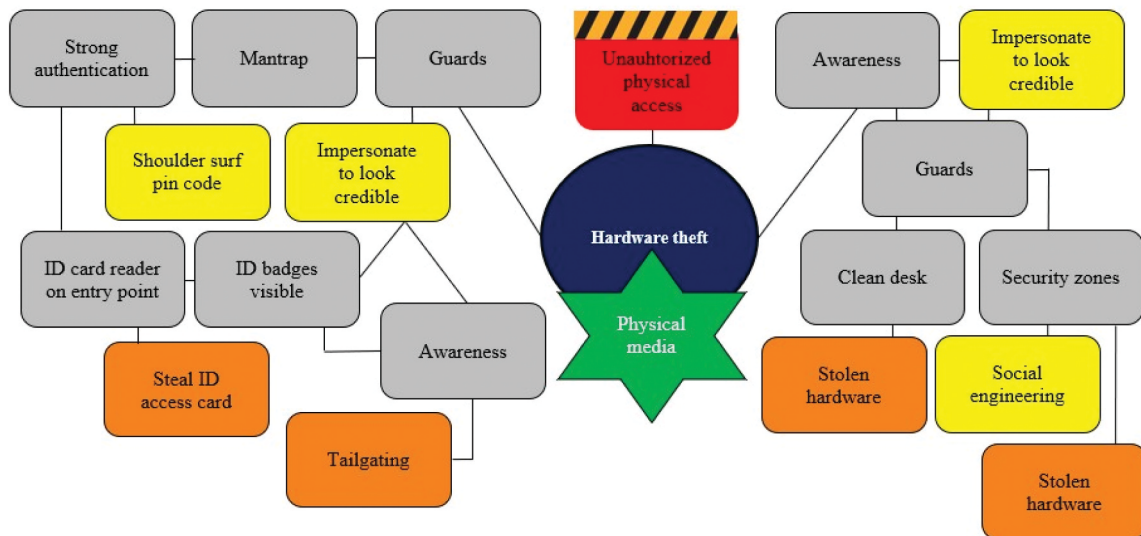 Strong
authentication
Mantrap
Guards
Unauhtorized
physical
access
Awareness
Impersonate
to look
credible
Shoulder surf
pin code
Impersonate
to look
credible
Guards
Hardware theft
ID card reader
on entry point
ID badges
visible
Clean desk
Security zones
Physical
media
Awareness
Steal ID
access card
Stolen
hardware
Social
engineering
Tailgating
Stolen
hardware